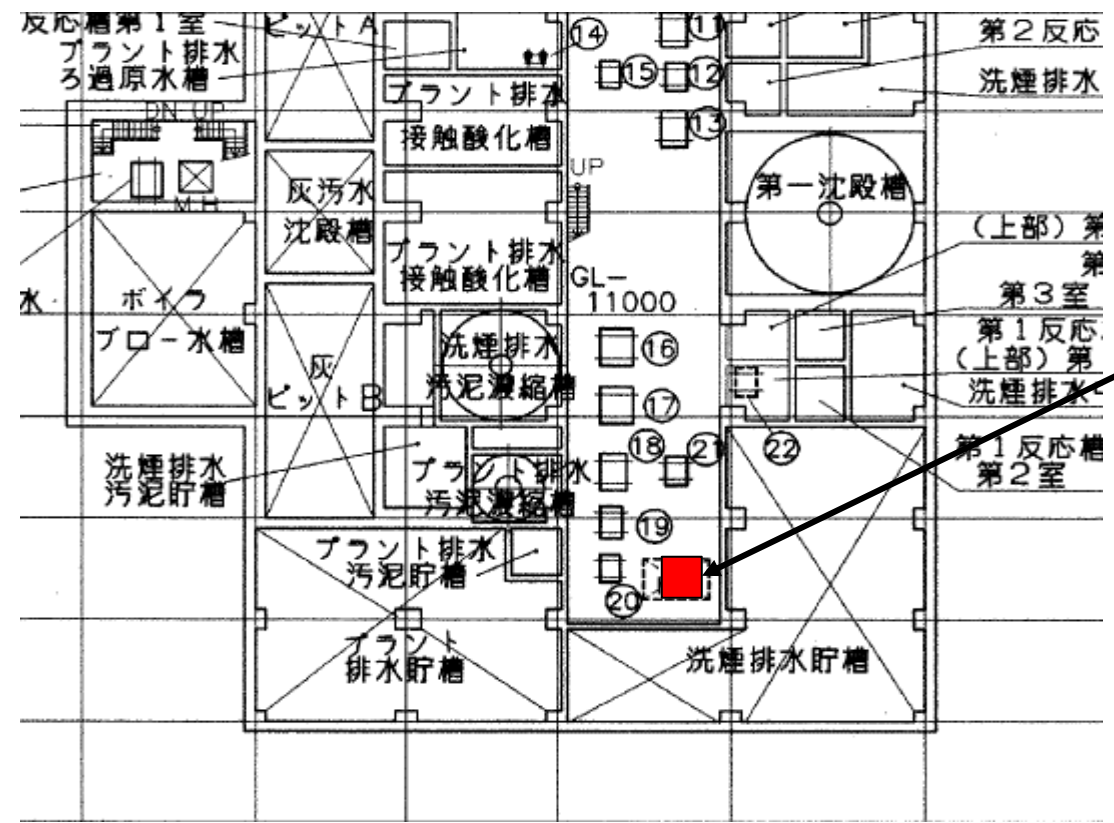 反応槽第1室
プラント排水
ろ過原水槽
ピットA
⑭
⑪
第2反応
⑮
⑫
洗煙排水
プラント排水
⑬
接触酸化槽
DN UP
M.H
灰汚水
沈殿槽
UP
第一沈殿槽
プラント排水
接触酸化槽
GL-
11000
(上部)第
第
第3室
水
ボイラ
ブロー水槽
灰
ピットB
洗煙排水
汚泥濃縮槽
⑯
⑰
第1反応
(上部)第
洗煙排水
㉒
⑱
㉑
第1反応槽
第2室
洗煙排水
汚泥貯槽
プラント排水
汚泥濃縮槽
⑲
プラント排水
汚泥貯槽
⑳
プラント
排水貯槽
洗煙排水貯槽